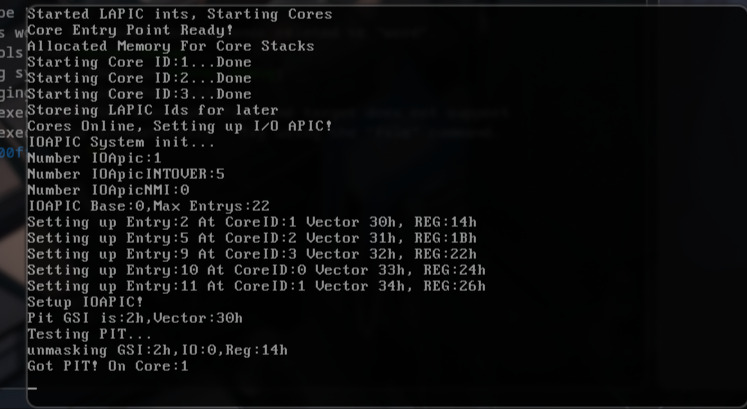 Started LAPIC ints, Starting Cores
Core Entry Point Ready!
Allocated Memory For Core Stacks
Starting Core ID:1...Done
Starting Core ID:2...Done
Starting Core ID:3...Done
Storeing LAPIC Ids for later
Cores Online, Setting up I/O APIC!
IOAPIC System init...
Number IOApic:1
Number IOApicINTOVER:5
Number IOApicNMI:0
IOAPIC Base:0,Max Entrys:22
Setting up Entry:2 At CoreID:1 Vector 30h, REG:14h
Setting up Entry:5 At CoreID:2 Vector 31h, REG:1Bh
Setting up Entry:9 At CoreID:3 Vector 32h, REG:22h
Setting up Entry:10 At CoreID:0 Vector 33h, REG:24h
Setting up Entry:11 At CoreID:1 Vector 34h, REG:26h
Setup IOAPIC!
Pit GSI is:2h,Vector:30h
Testing PIT...
unmasking GSI:2h,IO:0,Reg:14h
Got PIT! On Core:1